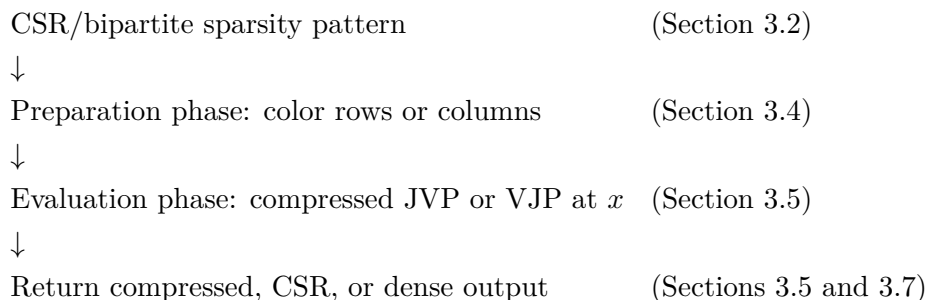 CSR/bipartite sparsity pattern (Section 3.2)
↓
Preparation phase: color rows or columns (Section 3.4)
↓
Evaluation phase: compressed JVP or VJP at x (Section 3.5)
↓
Return compressed, CSR, or dense output (Sections 3.5 and 3.7)